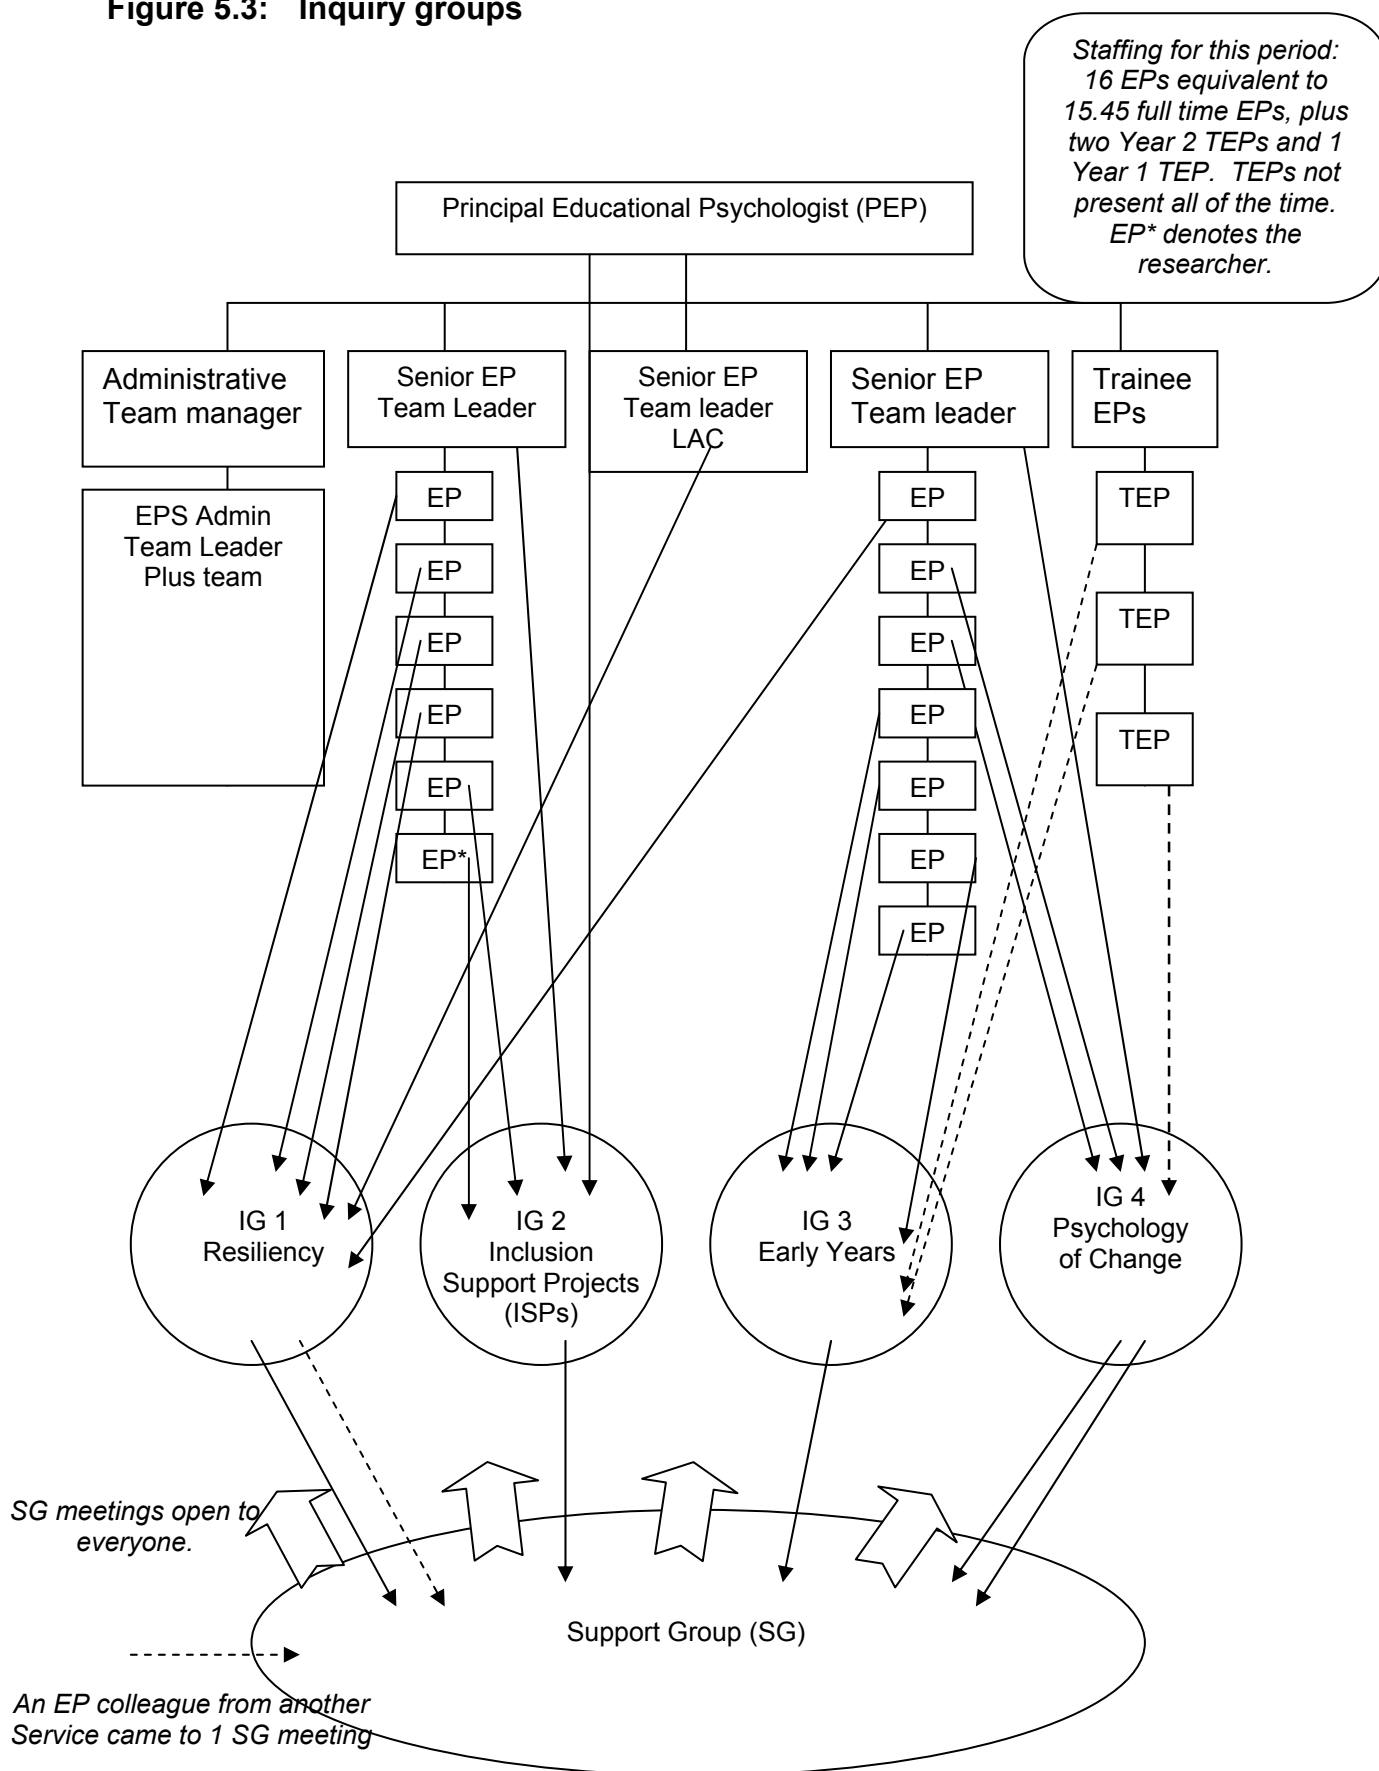 Figure 5.3: Inquiry groups
Staffing for this period:
16 EPs equivalent to
15.45 full time EPs, plus
two Year 2 TEPs and 1
Year 1 TEP. TEPs not
present all of the time.
EP* denotes the
researcher.
Principal Educational Psychologist (PEP)
Administrative
Team manager
Senior EP
Team Leader
Senior EP
Team leader
LAC
Senior EP
Team leader
Trainee
EPs
EPS Admin
Team Leader
Plus team
EP
EP
EP
EP
EP
EP*
EP
EP
EP
EP
EP
EP
EP
TEP
TEP
TEP
IG 1
Resiliency
IG 2
Inclusion
Support Projects
(ISPs)
IG 3
Early Years
IG 4
Psychology
of Change
SG meetings open to
everyone.
Support Group (SG)
An EP colleague from another
Service came to 1 SG meeting